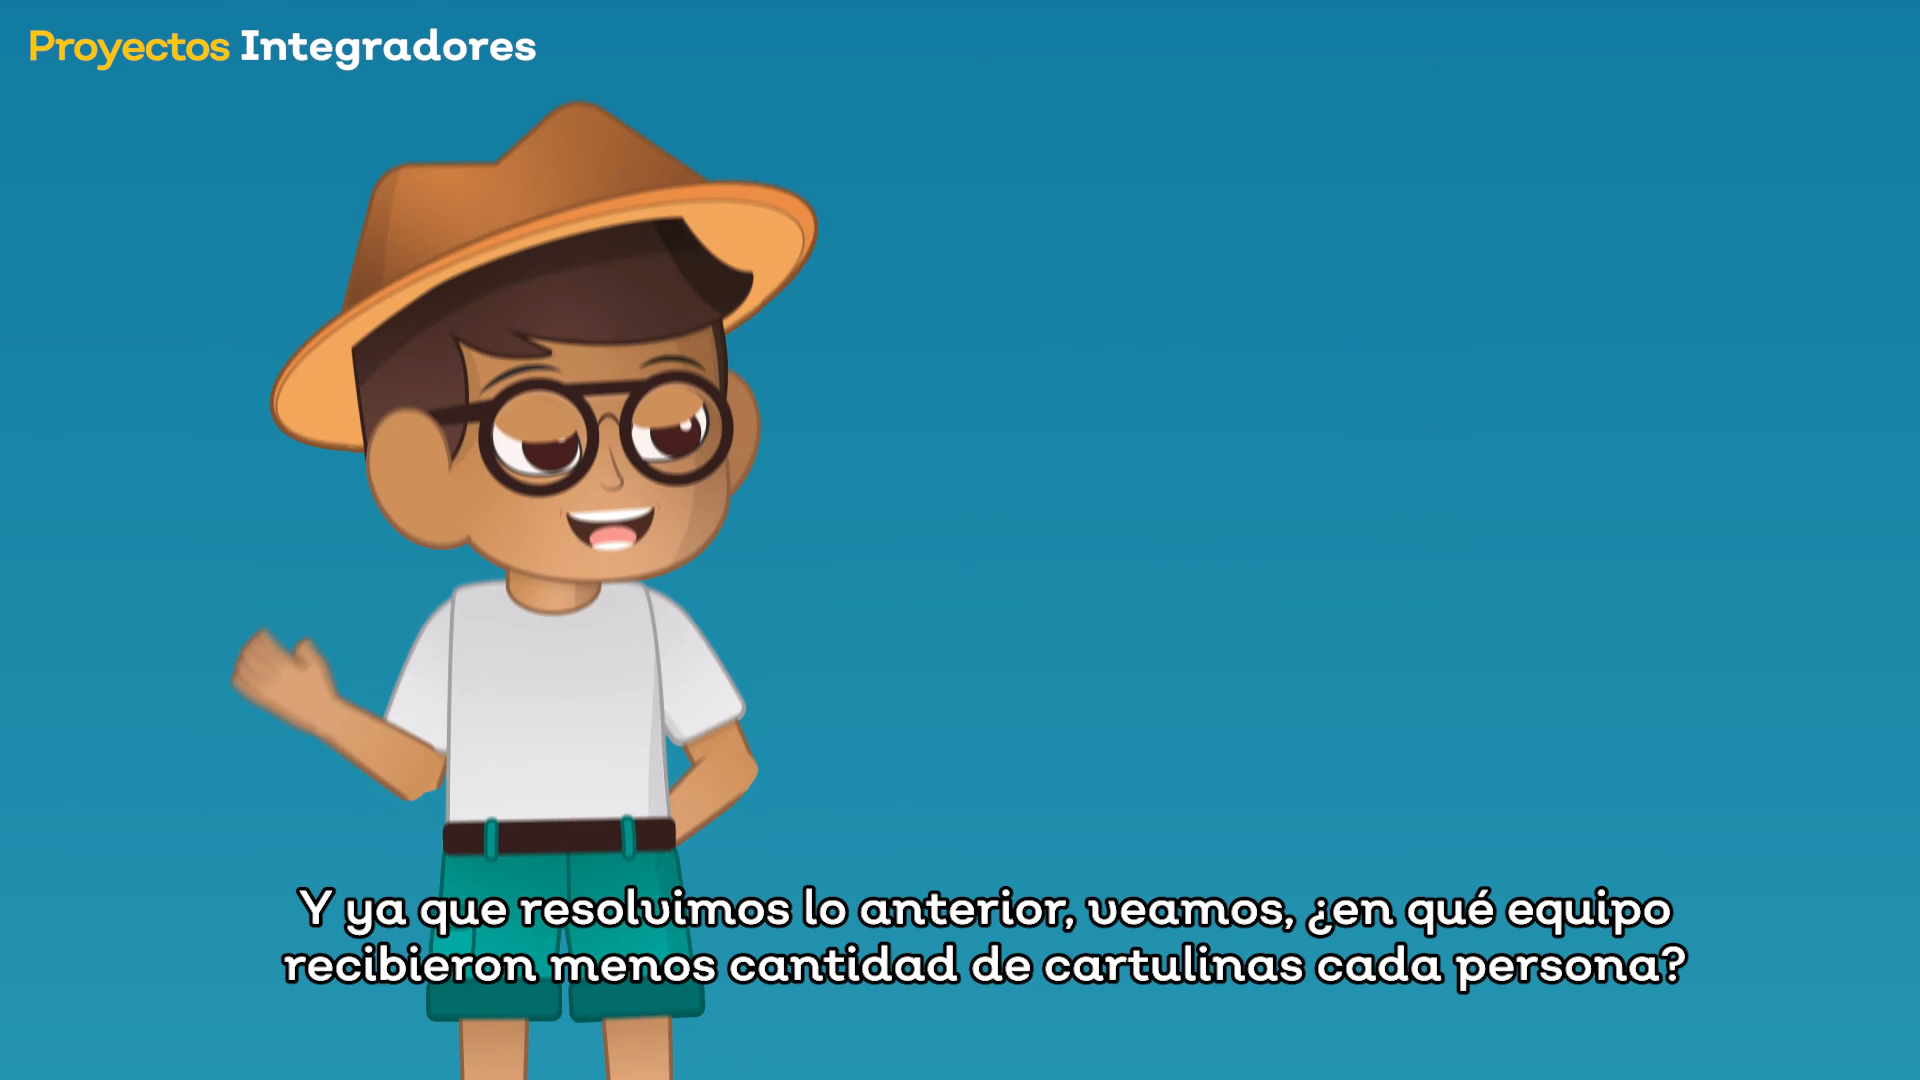 Proyectos Integradores
Y ya que resolvimos lo anterior, veamos, ¿en qué equipo
recibieron menos cantidad de cartulinas cada persona?